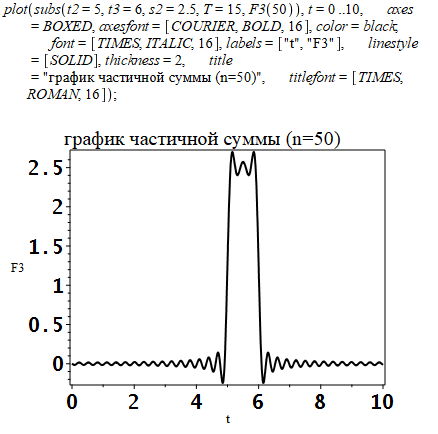 plot(subs(t2 = 5, t3 = 6, s2 = 2.5, T = 15, F3(50)), t = 0 ..10, axes
= BOXED, axesfont = [COURIER, BOLD, 16], color = black,
font = [TIMES, ITALIC, 16], labels = ["t", "F3"], linestyle
= [SOLID], thickness = 2, title
= "график частичной суммы (n=50)", titlefont = [TIMES,
ROMAN, 16]);
график частичной суммы (n=50)
2.5
2
1.5
F3
1
0.5
0
0 2 4 6 8 10
t